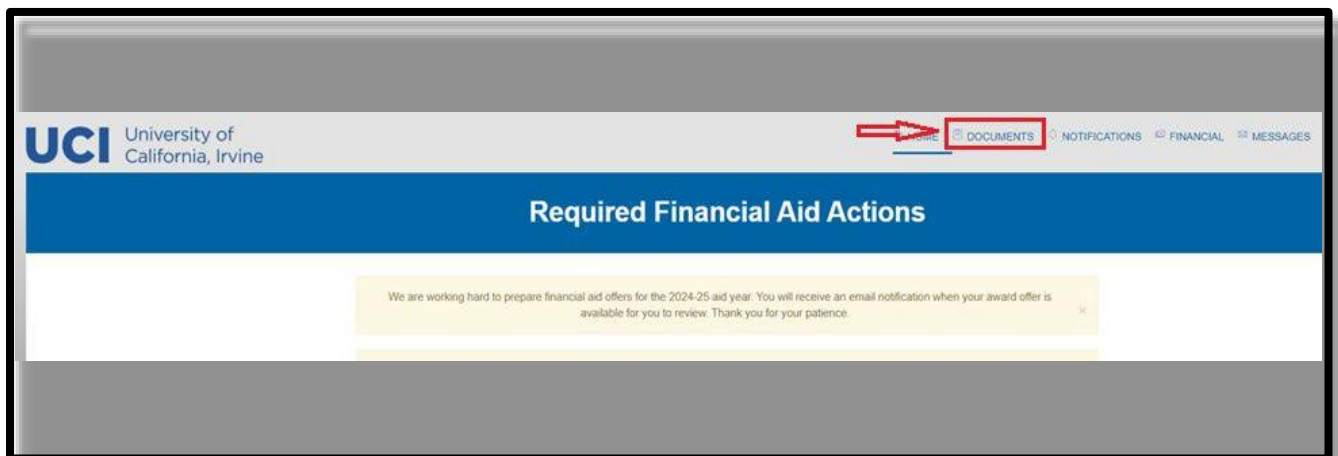 UCI University of
California, Irvine
HOME DOCUMENTS NOTIFICATIONS FINANCIAL MESSAGES
Required Financial Aid Actions
We are working hard to prepare financial aid offers for the 2024-25 aid year. You will receive an email notification when your award offer is
available for you to review. Thank you for your patience.